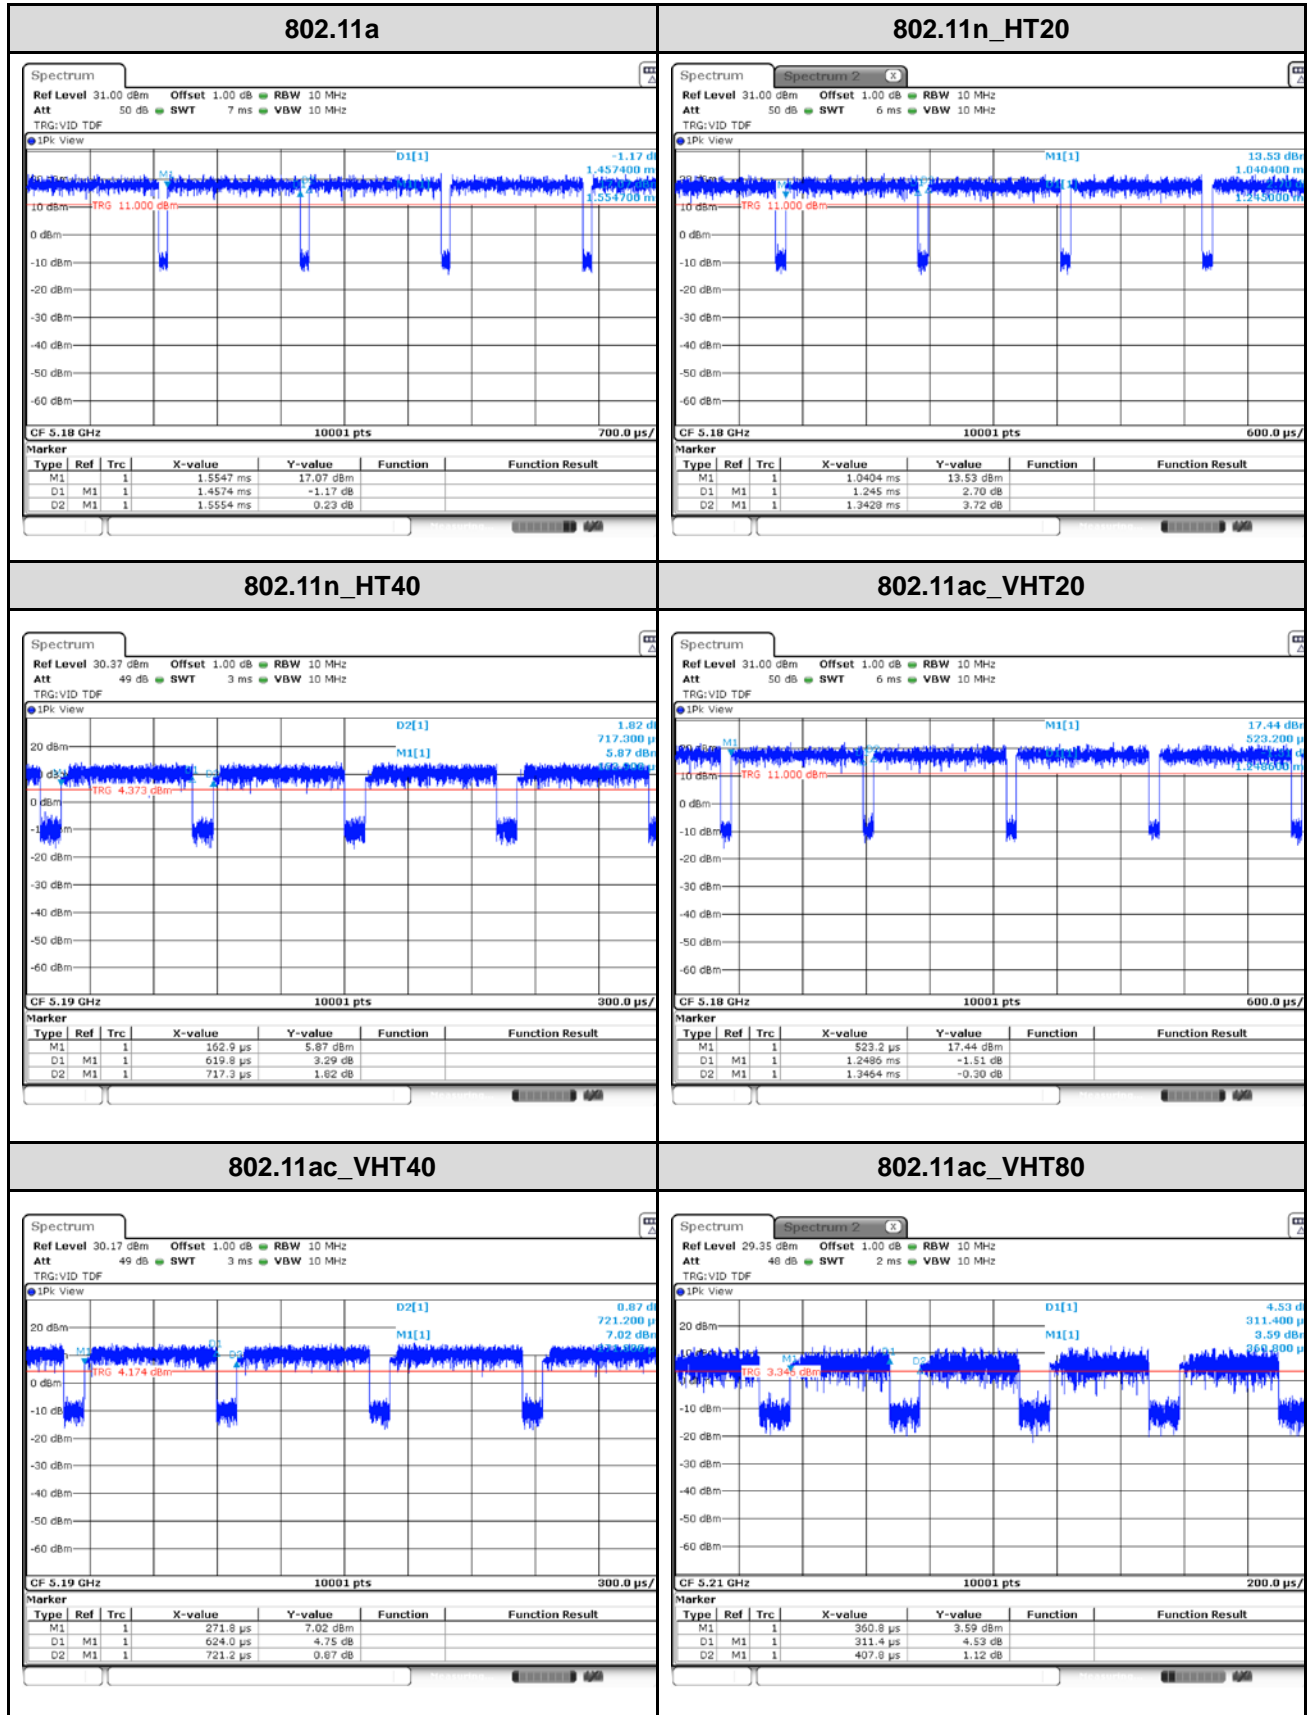 802.11a
802.11n_HT20
Spectrum
Ref Level 31.00 dBm Offset 1.00 dB RBW 10 MHz
Att 50 dB SWT 7 ms VBW 10 MHz
TRG:VID TDF
1Pk View
D1[1] -1.17 d
1.457400 m
1.554700 m
TRG 11.000 dBm
M1
10 dBm
0 dBm
-10 dBm
-20 dBm
-30 dBm
-40 dBm
-50 dBm
-60 dBm
CF 5.18 GHz 10001 pts 700.0 µs/
Marker
Type Ref Trc X-value Y-value Function Function Result
M1 1 1.5547 ms 17.07 dBm
D1 M1 1 1.4574 ms -1.17 dB
D2 M1 1 1.5554 ms 0.23 dB
Spectrum Spectrum 2 X
Ref Level 31.00 dBm Offset 1.00 dB RBW 10 MHz
Att 50 dB SWT 6 ms VBW 10 MHz
TRG:VID TDF
1Pk View
M1[1] 13.53 dBm
1.040400 m
1.245000 m
TRG 11.000 dBm
10 dBm
0 dBm
-10 dBm
-20 dBm
-30 dBm
-40 dBm
-50 dBm
-60 dBm
CF 5.18 GHz 10001 pts 600.0 µs/
Marker
Type Ref Trc X-value Y-value Function Function Result
M1 1 1.0404 ms 13.53 dBm
D1 M1 1 1.245 ms 2.70 dB
D2 M1 1 1.3428 ms 3.72 dB
802.11n_HT40
802.11ac_VHT20
Spectrum
Ref Level 30.37 dBm Offset 1.00 dB RBW 10 MHz
Att 49 dB SWT 3 ms VBW 10 MHz
TRG:VID TDF
1Pk View
D2[1] 1.82 d
717.300 µ
M1[1] 5.87 dBm
20 dBm
TRG 4.373 dBm
0 dBm
-20 dBm
-30 dBm
-40 dBm
-50 dBm
-60 dBm
CF 5.19 GHz 10001 pts 300.0 µs/
Marker
Type Ref Trc X-value Y-value Function Function Result
M1 1 162.9 µs 5.87 dBm
D1 M1 1 619.8 µs 3.29 dB
D2 M1 1 717.3 µs 1.82 dB
Spectrum
Ref Level 31.00 dBm Offset 1.00 dB RBW 10 MHz
Att 50 dB SWT 6 ms VBW 10 MHz
TRG:VID TDF
1Pk View
M1[1] 17.44 dBm
523.200 µ
1.248600 m
M1
TRG 11.000 dBm
10 dBm
0 dBm
-10 dBm
-20 dBm
-30 dBm
-40 dBm
-50 dBm
-60 dBm
CF 5.18 GHz 10001 pts 600.0 µs/
Marker
Type Ref Trc X-value Y-value Function Function Result
M1 1 523.2 µs 17.44 dBm
D1 M1 1 1.2486 ms -1.51 dB
D2 M1 1 1.3464 ms -0.30 dB
802.11ac_VHT40
802.11ac_VHT80
Spectrum
Ref Level 30.17 dBm Offset 1.00 dB RBW 10 MHz
Att 49 dB SWT 3 ms VBW 10 MHz
TRG:VID TDF
1Pk View
D2[1] 0.87 d
721.200 µ
M1[1] 7.02 dBm
20 dBm
TRG 4.174 dBm
0 dBm
-10 dB
-20 dBm
-30 dBm
-40 dBm
-50 dBm
-60 dBm
CF 5.19 GHz 10001 pts 300.0 µs/
Marker
Type Ref Trc X-value Y-value Function Function Result
M1 1 271.8 µs 7.02 dBm
D1 M1 1 624.0 µs 4.75 dB
D2 M1 1 721.2 µs 0.87 dB
Spectrum Spectrum 2 X
Ref Level 29.35 dBm Offset 1.00 dB RBW 10 MHz
Att 48 dB SWT 2 ms VBW 10 MHz
TRG:VID TDF
1Pk View
D1[1] 4.53 d
311.400 µ
M1[1] 3.59 dBm
360.800 µ
20 dBm
TRG 3.346 dBm
-10 dBm
-20 dBm
-30 dBm
-40 dBm
-50 dBm
-60 dBm
CF 5.21 GHz 10001 pts 200.0 µs/
Marker
Type Ref Trc X-value Y-value Function Function Result
M1 1 360.8 µs 3.59 dBm
D1 M1 1 311.4 µs 4.53 dB
D2 M1 1 407.8 µs 1.12 dB